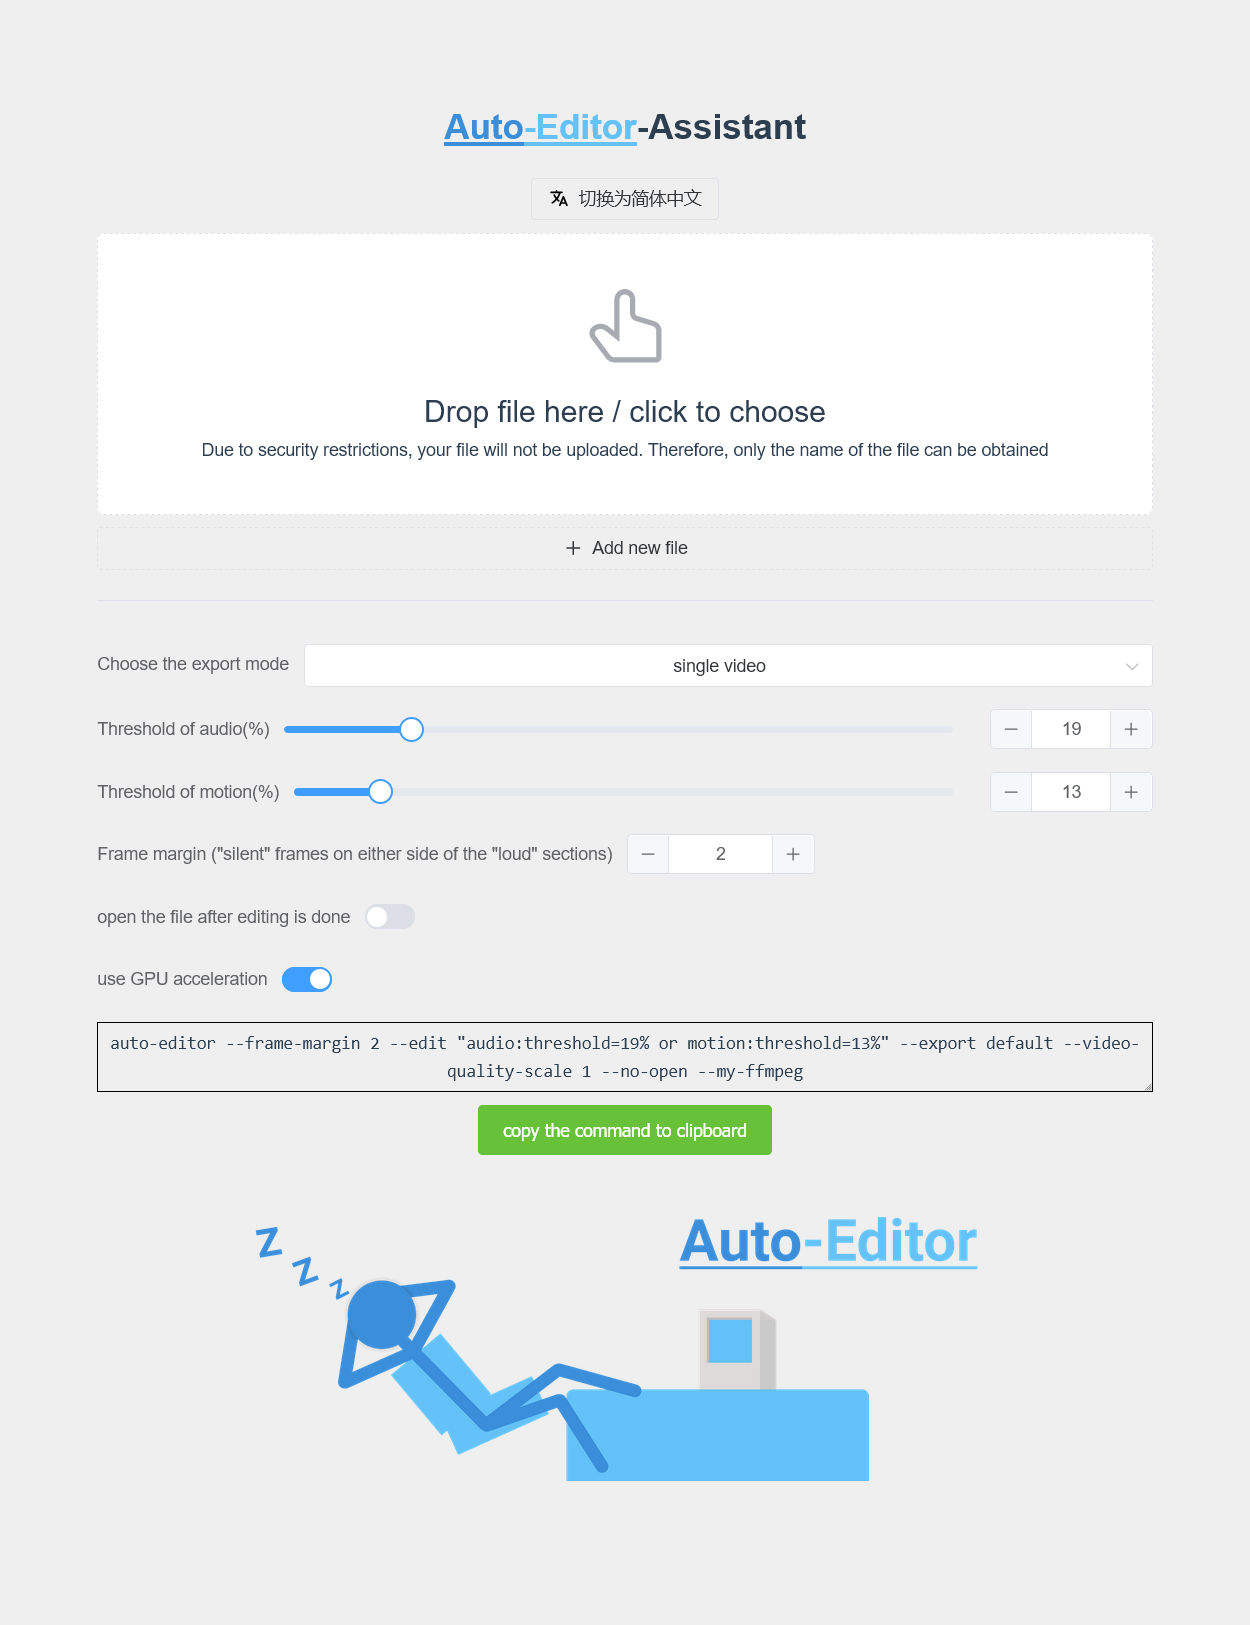 Auto-Editor-Assistant
切换为简体中文
Drop file here / click to choose
Due to security restrictions, your file will not be uploaded. Therefore, only the name of the file can be obtained
Add new file
Choose the export mode single video
Threshold of audio(%) 19
Threshold of motion(%) 13
Frame margin ("silent" frames on either side of the "loud" sections) 2
open the file after editing is done
use GPU acceleration
auto-editor --frame-margin 2 --edit "audio:threshold=19% or motion:threshold=13%" --export default --video-
quality-scale 1 --no-open --my-ffmpeg
copy the command to clipboard
Z Z Z
Auto-Editor